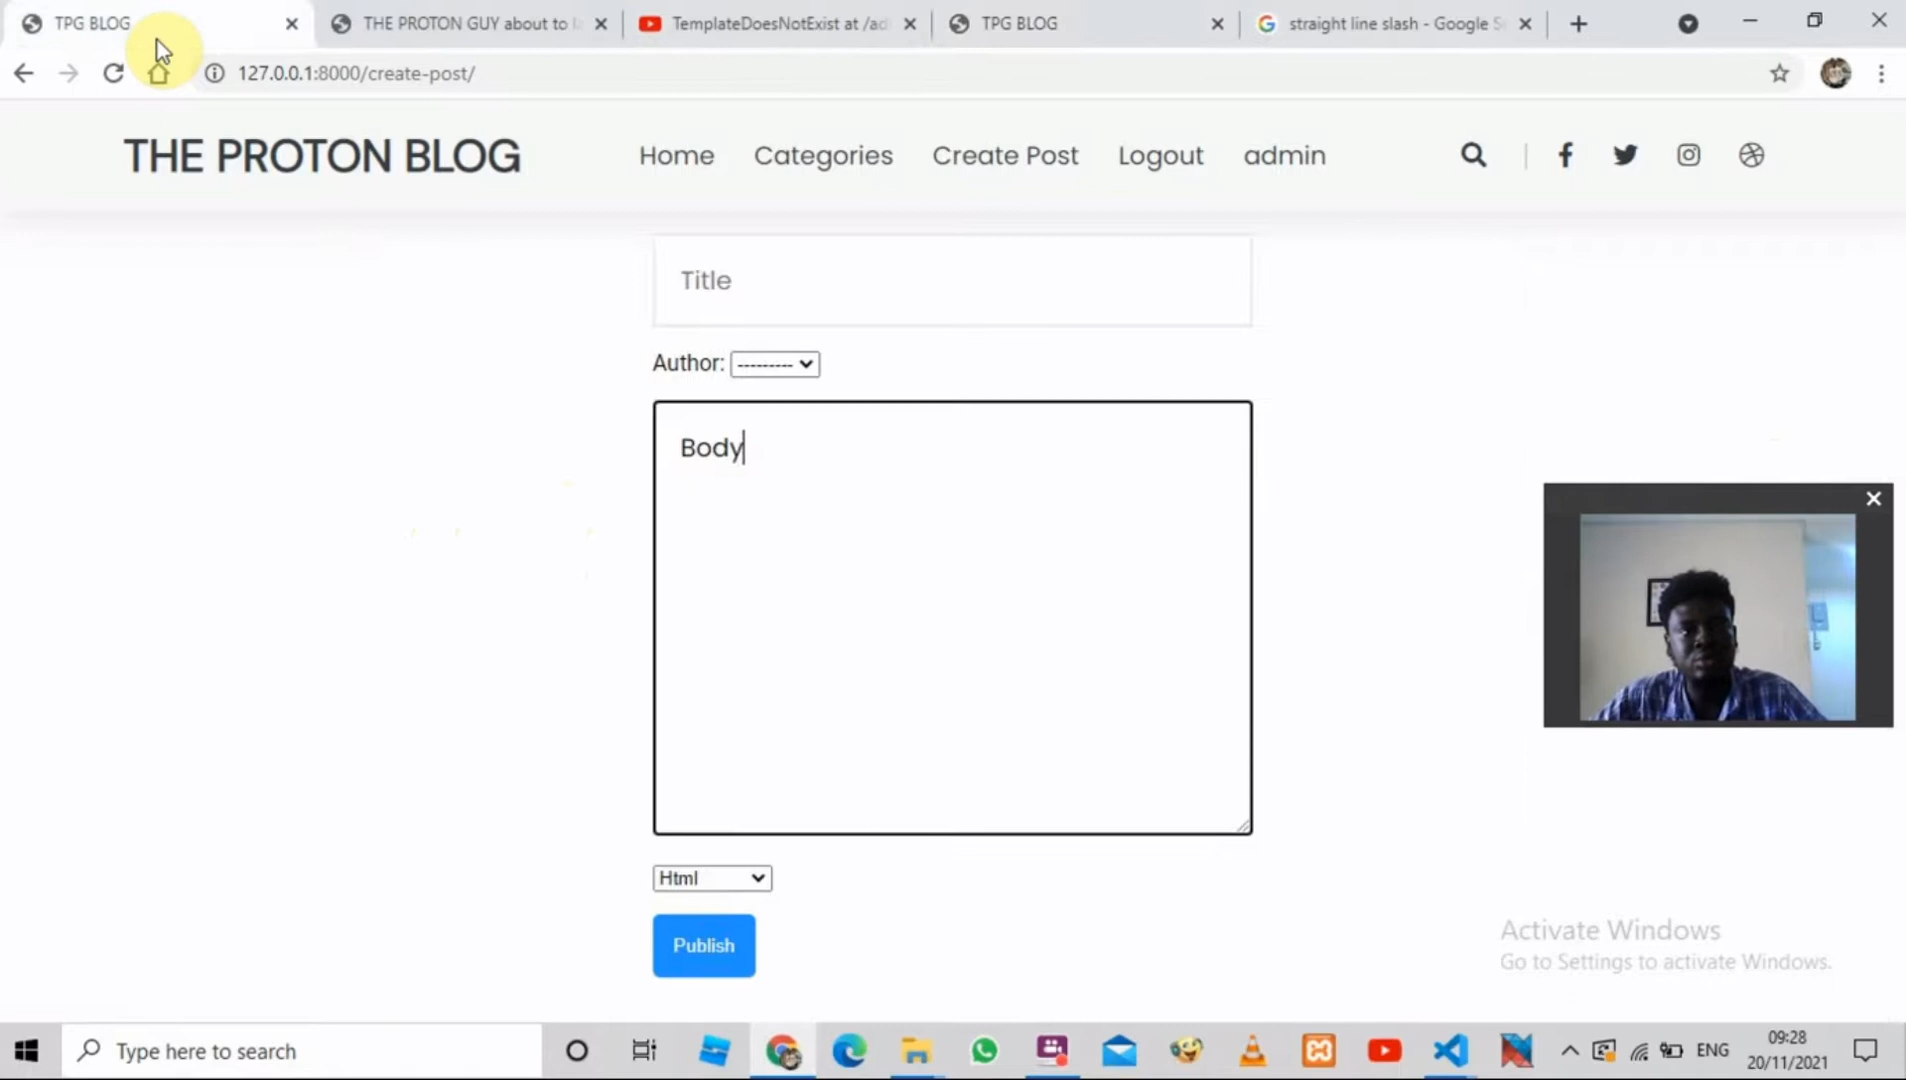 TPG BLOG
THE PROTON GUY about to l
TemplateDoesNotExist at /ad
TPG BLOG
straight line slash - Google S
127.0.0.1:8000/create-post/
THE PROTON BLOG
Home
Categories
Create Post
Logout
admin
Title
Author: ---------
Body
Html
Publish
Activate Windows
Go to Settings to activate Windows.
Type here to search
ENG
09:28
20/11/2021